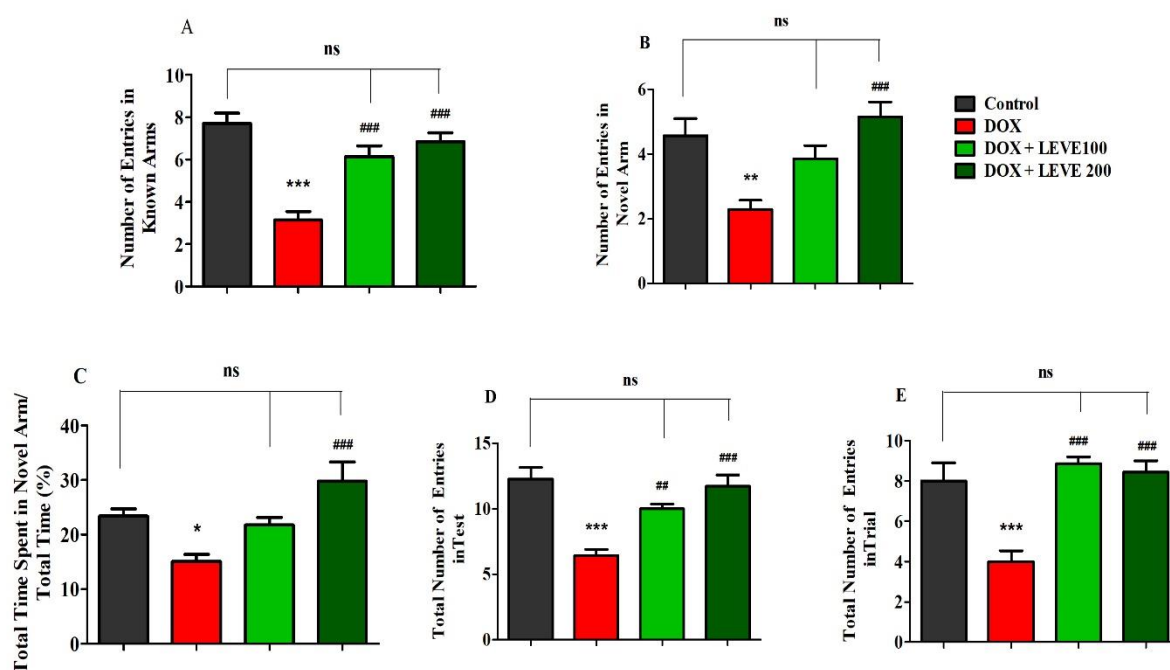 A
ns
Number of Entries in
Known Arms
10
8
6
4
2
0
***
###
###
B
ns
Number of Entries in
Novel Arm
6
4
2
0
**
###
Control
DOX
DOX + LEVE100
DOX + LEVE 200
C
ns
Total Time Spent in Novel Arm/
Total Time (%)
40
30
20
10
0
*
###
D
ns
Total Number of Entries
inTest
15
10
5
0
***
##
###
E
ns
Total Number of Entries
inTrial
10
8
6
4
2
0
***
###
###